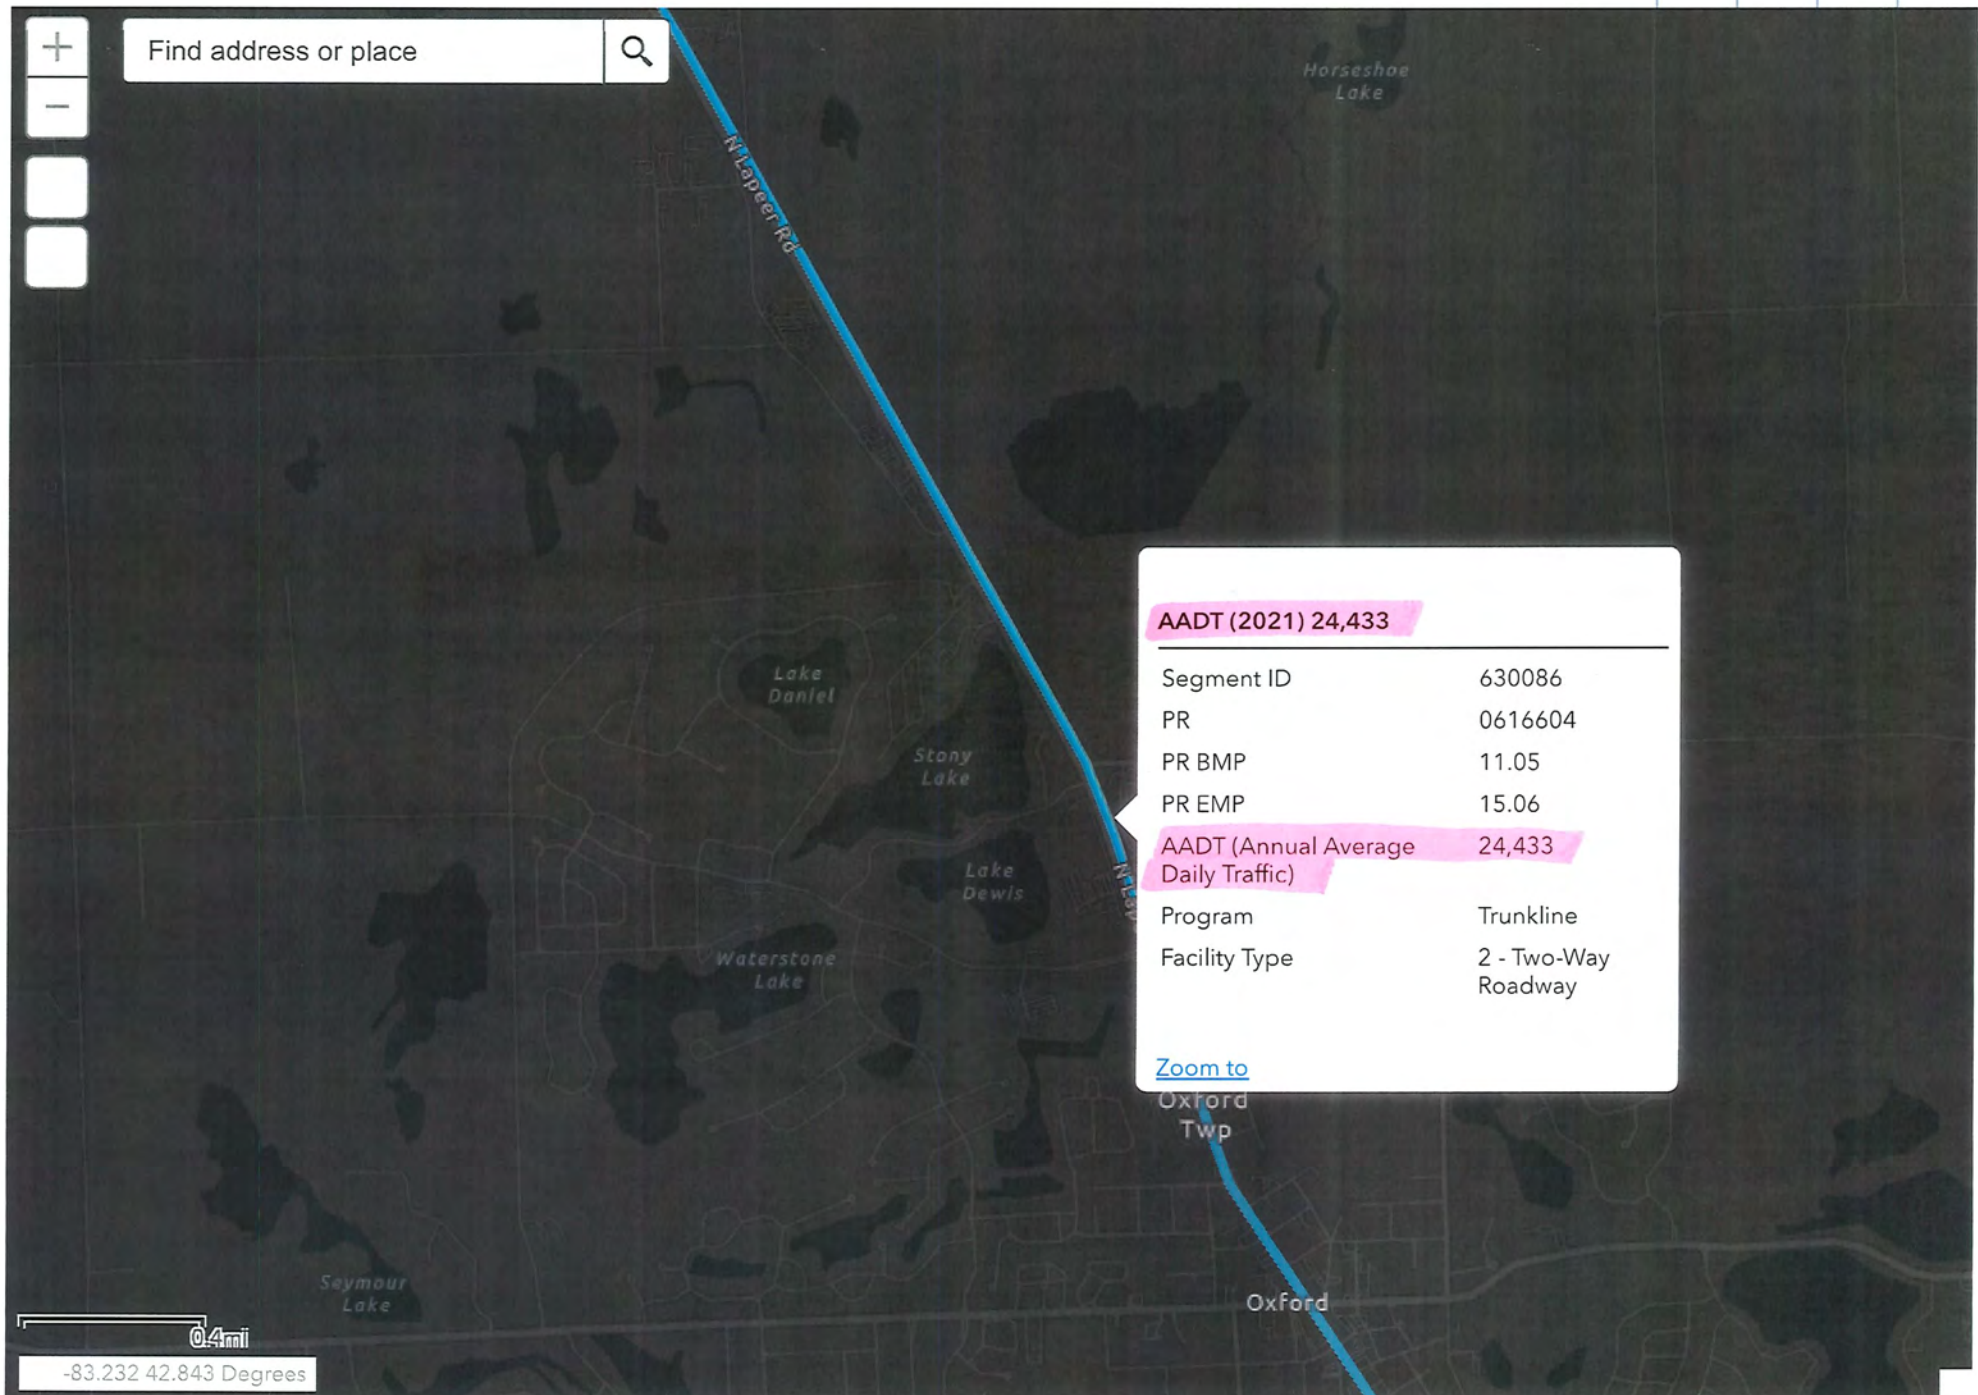 +
Find address or place
−
Horseshoe
Lake
N Lapeer Rd
AADT (2021) 24,433
Segment ID 630086
PR 0616604
PR BMP 11.05
PR EMP 15.06
AADT (Annual Average 24,433
Daily Traffic)
Program Trunkline
Facility Type 2 - Two-Way
Roadway
Zoom to
Lake
Daniel
Stony
Lake
Lake
Dewis
N Lap
Waterstone
Lake
Oxford
Twp
Seymour
Lake
Oxford
0.4mi
-83.232 42.843 Degrees